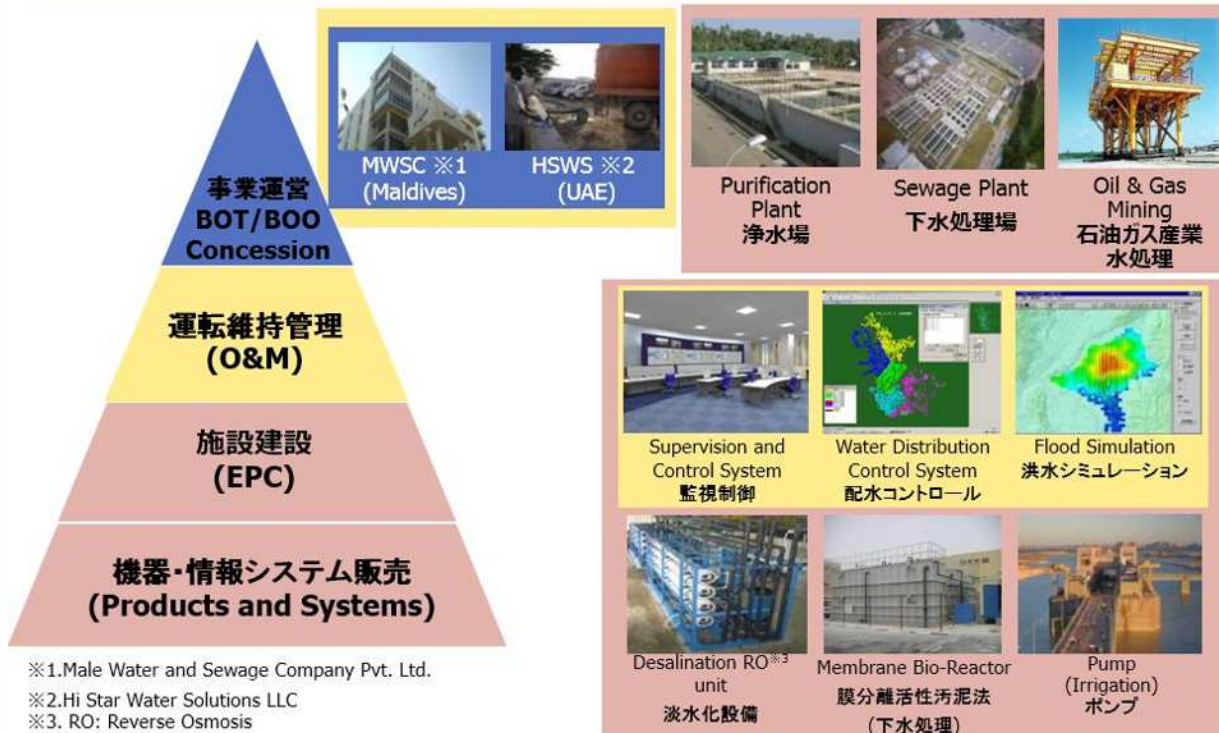 事業運営
BOT/BOO
Concession
運転維持管理
(O&M)
施設建設
(EPC)
機器・情報システム販売
(Products and Systems)
※1.Male Water and Sewage Company Pvt. Ltd.
※2.Hi Star Water Solutions LLC
※3. RO: Reverse Osmosis
MWSC ※1
(Maldives)
HSWS ※2
(UAE)
Purification
Plant
浄水場
Sewage Plant
下水処理場
Oil & Gas
Mining
石油ガス産業
水処理
Supervision and
Control System
監視制御
Water Distribution
Control System
配水コントロール
Flood Simulation
洪水シミュレーション
Desalination RO※3
unit
淡水化設備
Membrane Bio-Reactor
膜分離活性汚泥法
(下水処理)
Pump
(Irrigation)
ポンプ